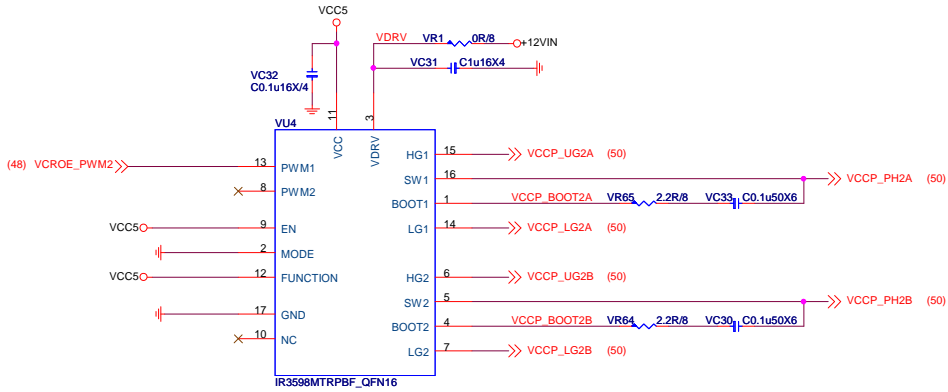 VCC5
VDRV VR1 0R/8 +12VIN
VC31 C1u16X4
VC32
C0.1u16X/4
VU4
11 3
VCC VDRV
(48) VCROE_PWM2 13 PWM1 HG1 15 VCCP_UG2A (50)
8 PWM2 SW1 16 VCCP_PH2A (50)
BOOT1 1 VCCP_BOOT2A VR65 2.2R/8 VC33 C0.1u50X6
VCC5 9 EN LG1 14 VCCP_LG2A (50)
2 MODE
VCC5 12 FUNCTION HG2 6 VCCP_UG2B (50)
SW2 5 VCCP_PH2B (50)
17 GND
BOOT2 4 VCCP_BOOT2B VR64 2.2R/8 VC30 C0.1u50X6
10 NC
LG2 7 VCCP_LG2B (50)
IR3598MTRPBF_QFN16